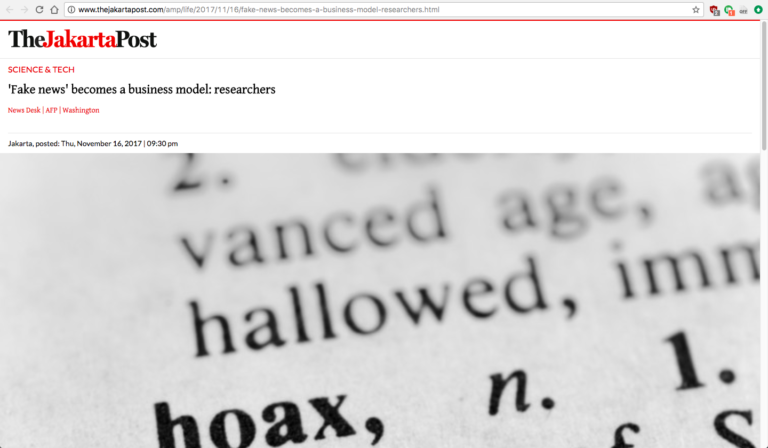 www.thejakartapost.com/amp/life/2017/11/16/fake-news-becomes-a-business-model-researchers.html
TheJakartaPost
SCIENCE & TECH
'Fake news' becomes a business model: researchers
News Desk | AFP | Washington
Jakarta, posted: Thu, November 16, 2017 | 09:30 pm
2.
vanced age,
hallowed, imm
hoax, n. 1.